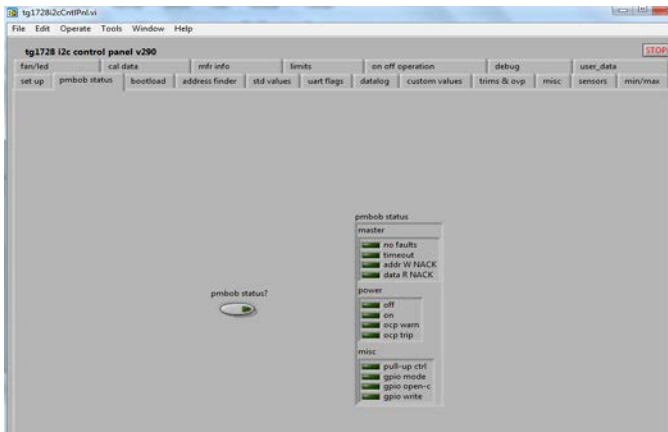 tg1728i2cCntlPnl.vi
File Edit Operate Tools Window Help
tg1728 i2c control panel v290
STOP
fan/led cal data mfr info limits on off operation debug user_data
set up pmbob status bootload address finder std values uart flags datalog custom values trims & ovp misc sensors min/max
pmbob status
master
no faults
timeout
addr W NACK
data R NACK
pmbob status?
power
off
on
ocp warn
ocp trip
misc
pull-up ctrl
gpio mode
gpio open-c
gpio write